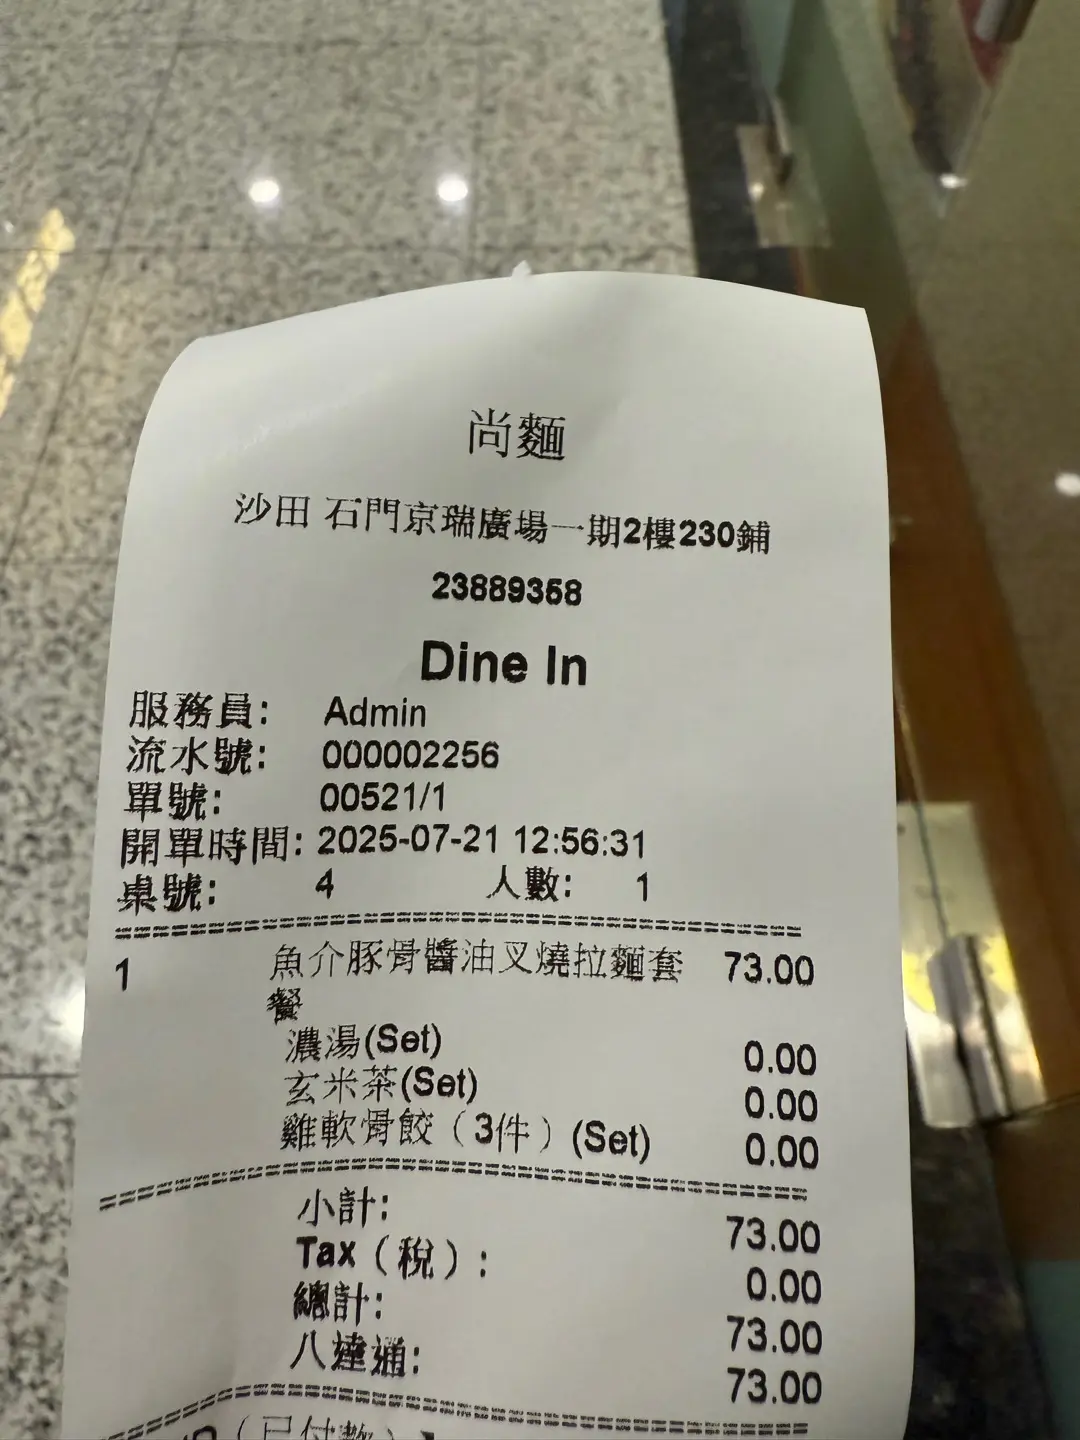 尚麵
沙田 石門京瑞廣場一期2樓230鋪
23889358
Dine In
服務員: Admin
流水號: 000002256
單號: 00521/1
開單時間: 2025-07-21 12:56:31
桌號: 4 人數: 1
1 魚介豚骨醬油叉燒拉麵套 73.00
餐
濃湯(Set) 0.00
玄米茶(Set) 0.00
雞軟骨餃（3件）(Set) 0.00
小計: 73.00
Tax（稅）: 0.00
總計: 73.00
八達通: 73.00